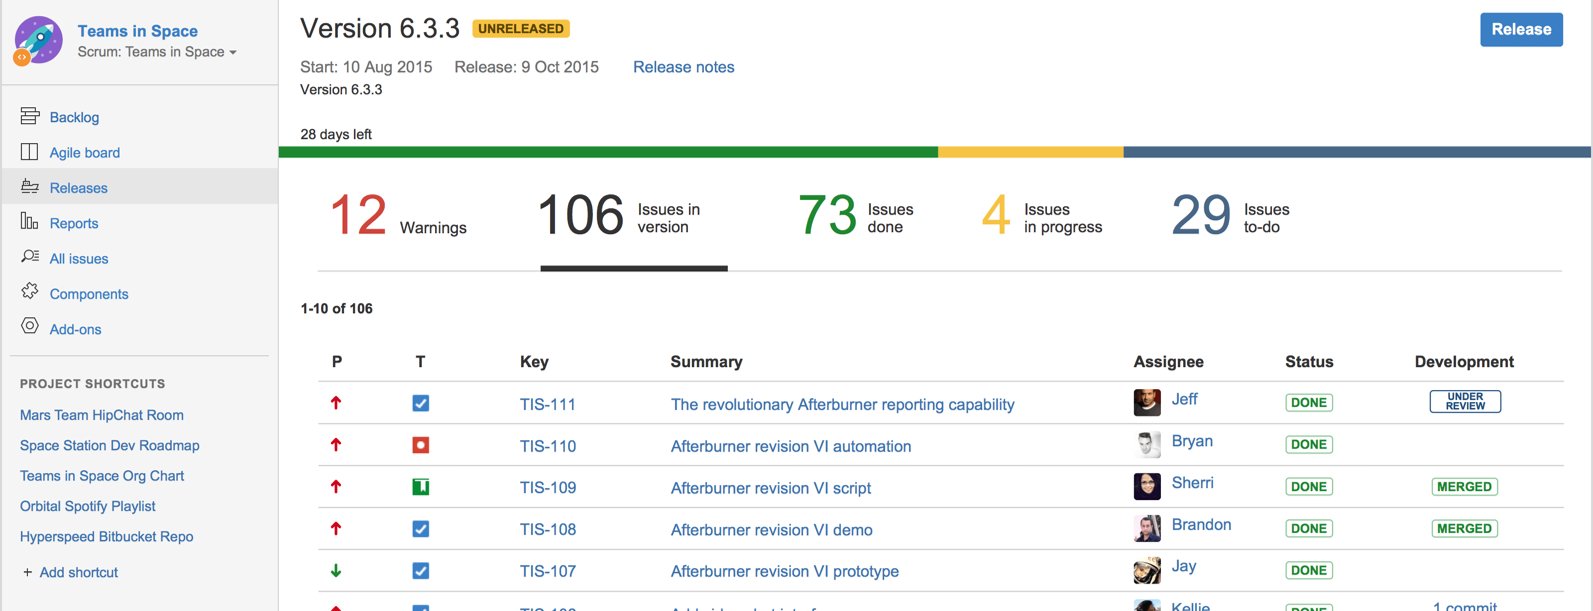 Teams in Space
Scrum: Teams in Space
Backlog
Agile board
Releases
Reports
All issues
Components
Add-ons
PROJECT SHORTCUTS
Mars Team HipChat Room
Space Station Dev Roadmap
Teams in Space Org Chart
Orbital Spotify Playlist
Hyperspeed Bitbucket Repo
+ Add shortcut
Version 6.3.3 UNRELEASED
Release
Start: 10 Aug 2015 Release: 9 Oct 2015 Release notes
Version 6.3.3
28 days left
12 Warnings
106 Issues in version
73 Issues done
4 Issues in progress
29 Issues to-do
1-10 of 106
P T Key Summary Assignee Status Development
TIS-111 The revolutionary Afterburner reporting capability Jeff DONE UNDER REVIEW
TIS-110 Afterburner revision VI automation Bryan DONE
TIS-109 Afterburner revision VI script Sherri DONE MERGED
TIS-108 Afterburner revision VI demo Brandon DONE MERGED
TIS-107 Afterburner revision VI prototype Jay DONE
Kellie DONE 1 commit